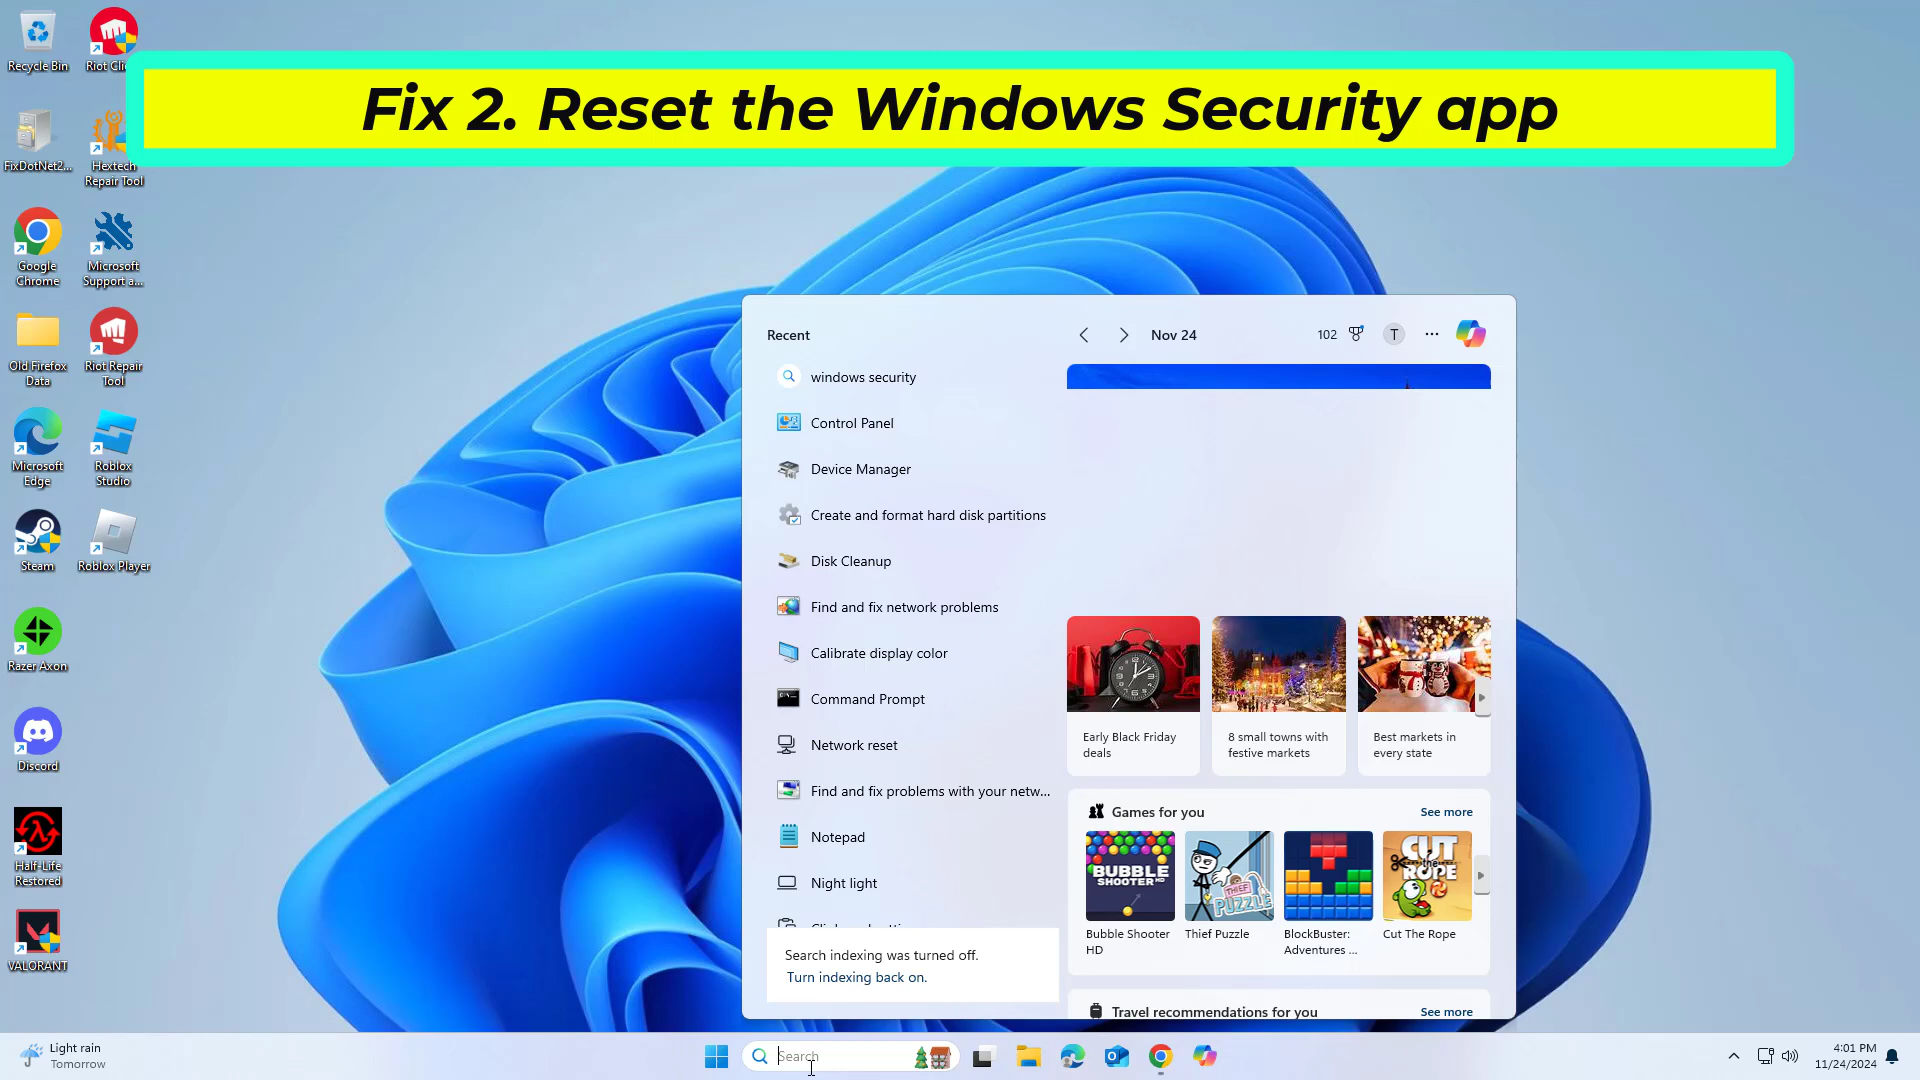 Fix 2. Reset the Windows Security app
Recycle Bin
Riot Cli
FixDotNet2...
Hextech
Repair Tool
Google
Chrome
Microsoft
Support a...
Old Firefox
Data
Riot Repair
Tool
Microsoft
Edge
Roblox
Studio
Steam
Roblox Player
Razer Axon
Discord
Half-Life
Restored
VALORANT
Recent
Nov 24
102
T
windows security
Control Panel
Device Manager
Create and format hard disk partitions
Disk Cleanup
Find and fix network problems
Calibrate display color
Command Prompt
Network reset
Find and fix problems with your netw...
Notepad
Night light
Search indexing was turned off.
Turn indexing back on.
Early Black Friday
deals
8 small towns with
festive markets
Best markets in
every state
Games for you
See more
BUBBLE
SHOOTER HD
THIEF
PUZZLE
CUT
the
ROPE
Bubble Shooter
HD
Thief Puzzle
BlockBuster:
Adventures ...
Cut The Rope
Travel recommendations for you
See more
Light rain
Tomorrow
Search
4:01 PM
11/24/2024